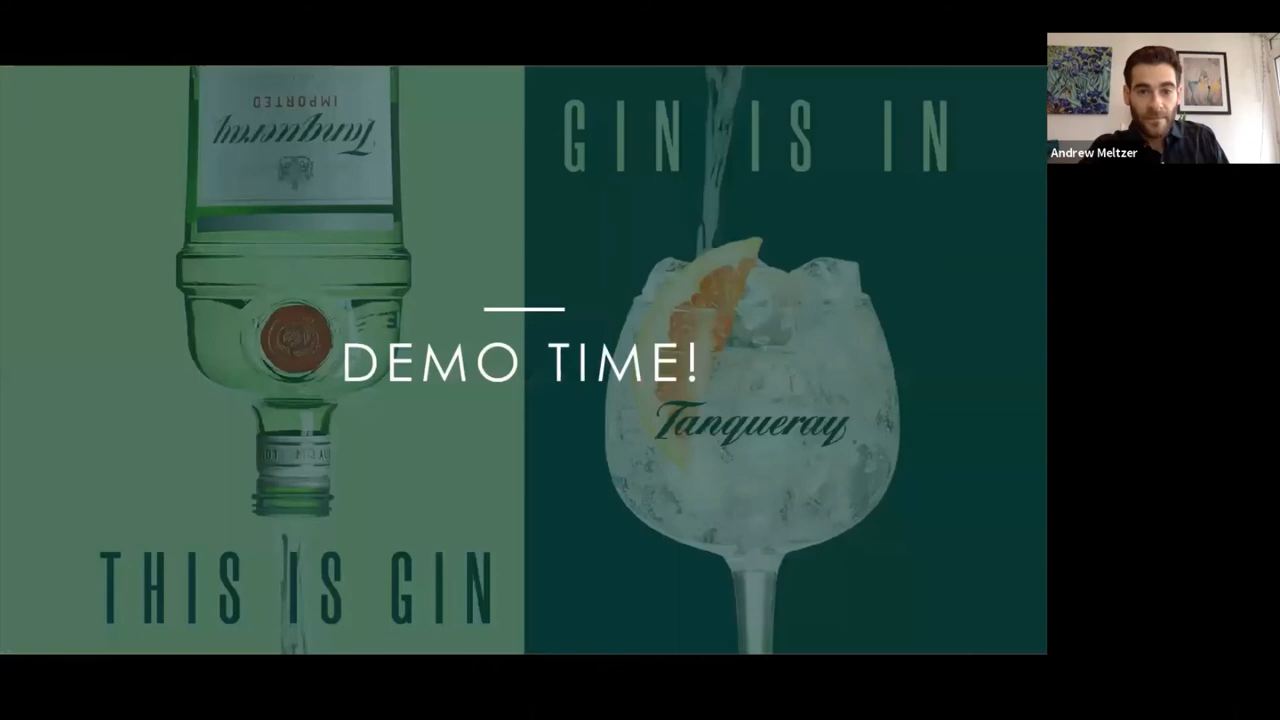 IMPORTED
Tanqueray
GIN IS IN
Andrew Meltzer
DEMO TIME!
Tanqueray
THIS IS GIN